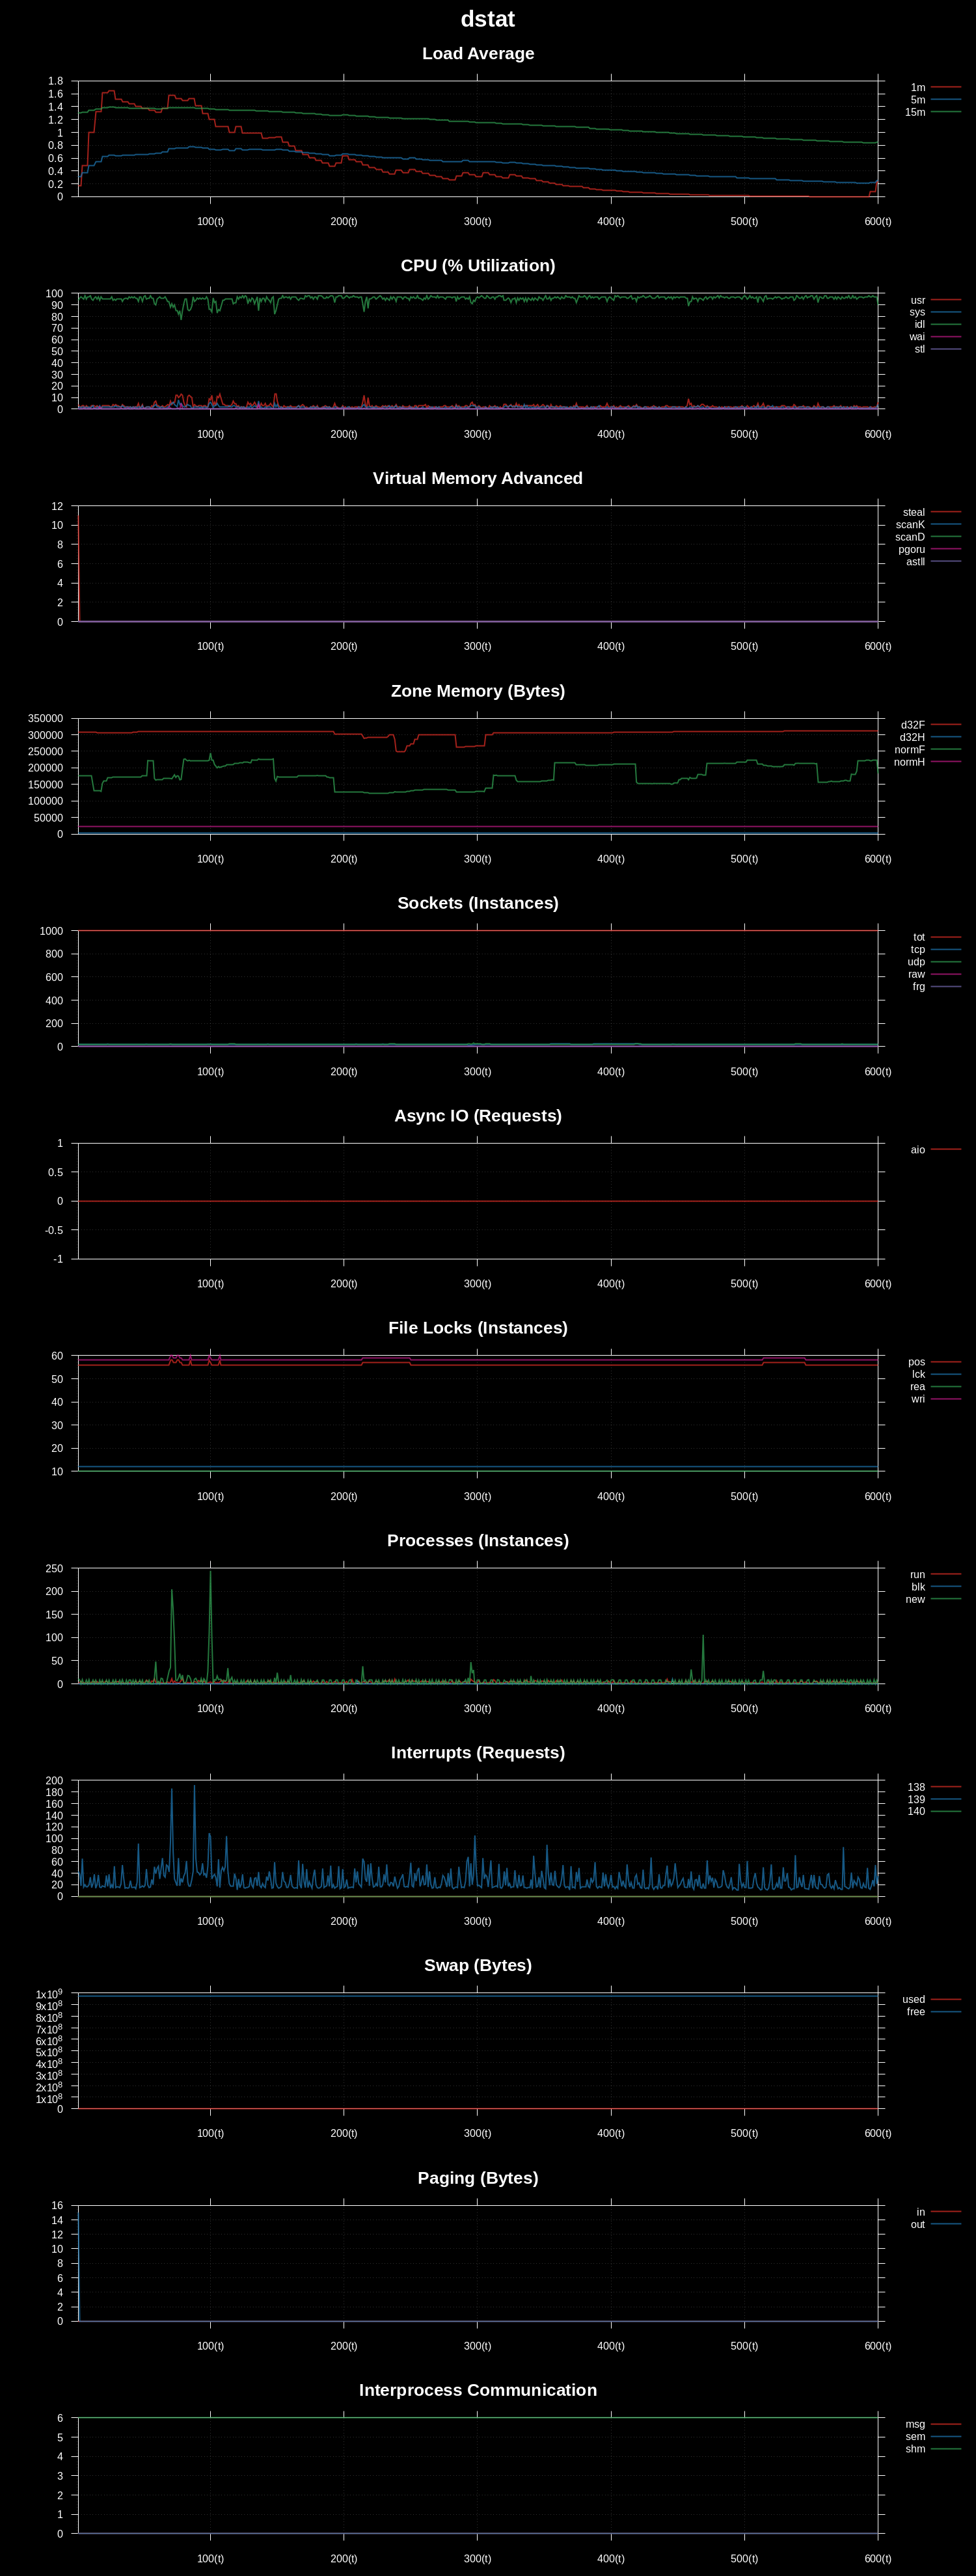 dstat
Load Average
1.8
1.6
1.4
1.2
1
0.8
0.6
0.4
0.2
0
100(t) 200(t) 300(t) 400(t) 500(t) 600(t)
1m
5m
15m
CPU (% Utilization)
100
90
80
70
60
50
40
30
20
10
0
100(t) 200(t) 300(t) 400(t) 500(t) 600(t)
usr
sys
idl
wai
stl
Virtual Memory Advanced
12
10
8
6
4
2
0
100(t) 200(t) 300(t) 400(t) 500(t) 600(t)
steal
scanK
scanD
pgoru
astll
Zone Memory (Bytes)
350000
300000
250000
200000
150000
100000
50000
0
100(t) 200(t) 300(t) 400(t) 500(t) 600(t)
d32F
d32H
normF
normH
Sockets (Instances)
1000
800
600
400
200
0
100(t) 200(t) 300(t) 400(t) 500(t) 600(t)
tot
tcp
udp
raw
frg
Async IO (Requests)
1
0.5
0
-0.5
-1
100(t) 200(t) 300(t) 400(t) 500(t) 600(t)
aio
File Locks (Instances)
60
50
40
30
20
10
100(t) 200(t) 300(t) 400(t) 500(t) 600(t)
pos
lck
rea
wri
Processes (Instances)
250
200
150
100
50
0
100(t) 200(t) 300(t) 400(t) 500(t) 600(t)
run
blk
new
Interrupts (Requests)
200
180
160
140
120
100
80
60
40
20
0
100(t) 200(t) 300(t) 400(t) 500(t) 600(t)
138
139
140
Swap (Bytes)
1x10⁹
9x10⁸
8x10⁸
7x10⁸
6x10⁸
5x10⁸
4x10⁸
3x10⁸
2x10⁸
1x10⁸
0
100(t) 200(t) 300(t) 400(t) 500(t) 600(t)
used
free
Paging (Bytes)
16
14
12
10
8
6
4
2
0
100(t) 200(t) 300(t) 400(t) 500(t) 600(t)
in
out
Interprocess Communication
6
5
4
3
2
1
0
100(t) 200(t) 300(t) 400(t) 500(t) 600(t)
msg
sem
shm